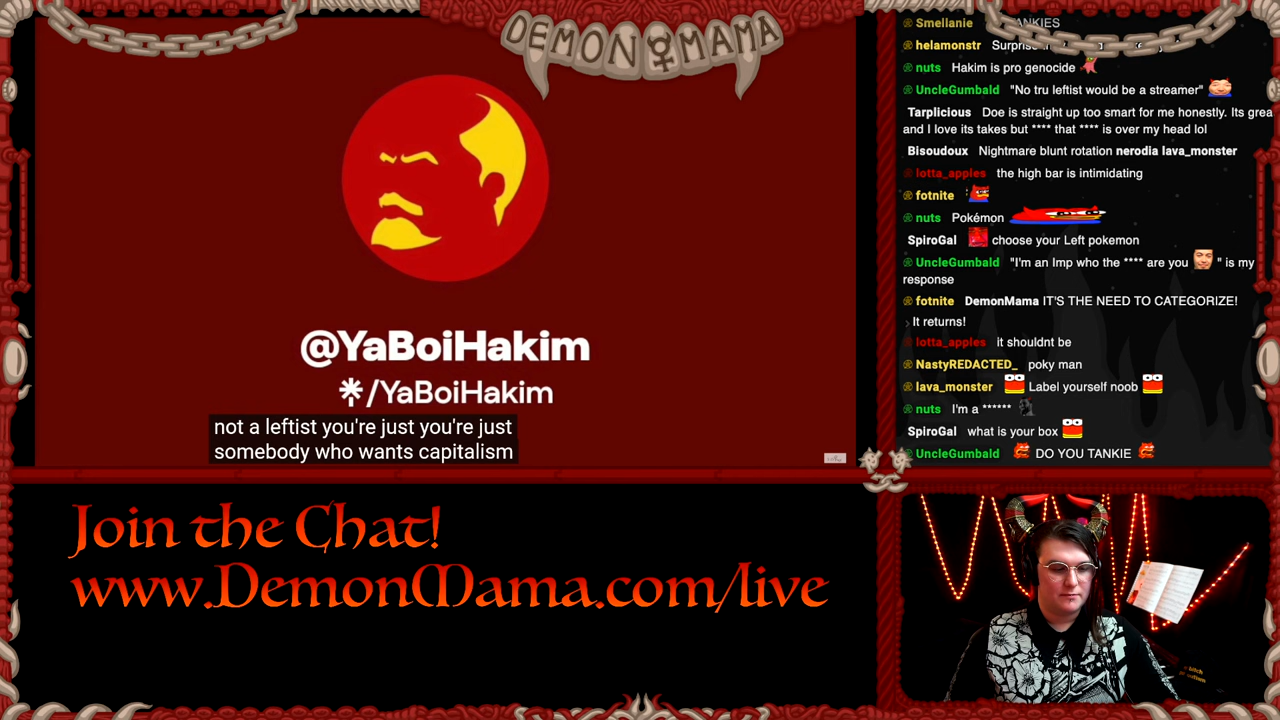 DEMON MAMA
@YaBoiHakim
/YaBoiHakim
not a leftist you're just you're just
somebody who wants capitalism
Smellanie
helamonstr Surprise
nuts Hakim is pro genocide
UncleGumbald "No tru leftist would be a streamer"
Tarplicious Doe is straight up too smart for me honestly. Its grea
and I love its takes but **** that **** is over my head lol
Bisoudoux Nightmare blunt rotation nerodia lava_monster
lotta_apples the high bar is intimidating
fotnite
nuts Pokémon
SpiroGal choose your Left pokemon
UncleGumbald "I'm an Imp who the **** are you " is my
response
fotnite DemonMama IT'S THE NEED TO CATEGORIZE!
It returns!
lotta_apples it shouldnt be
NastyREDACTED_ poky man
lava_monster Label yourself noob
nuts I'm a ******
SpiroGal what is your box
UncleGumbald DO YOU TANKIE
Join the Chat!
www.DemonMama.com/live